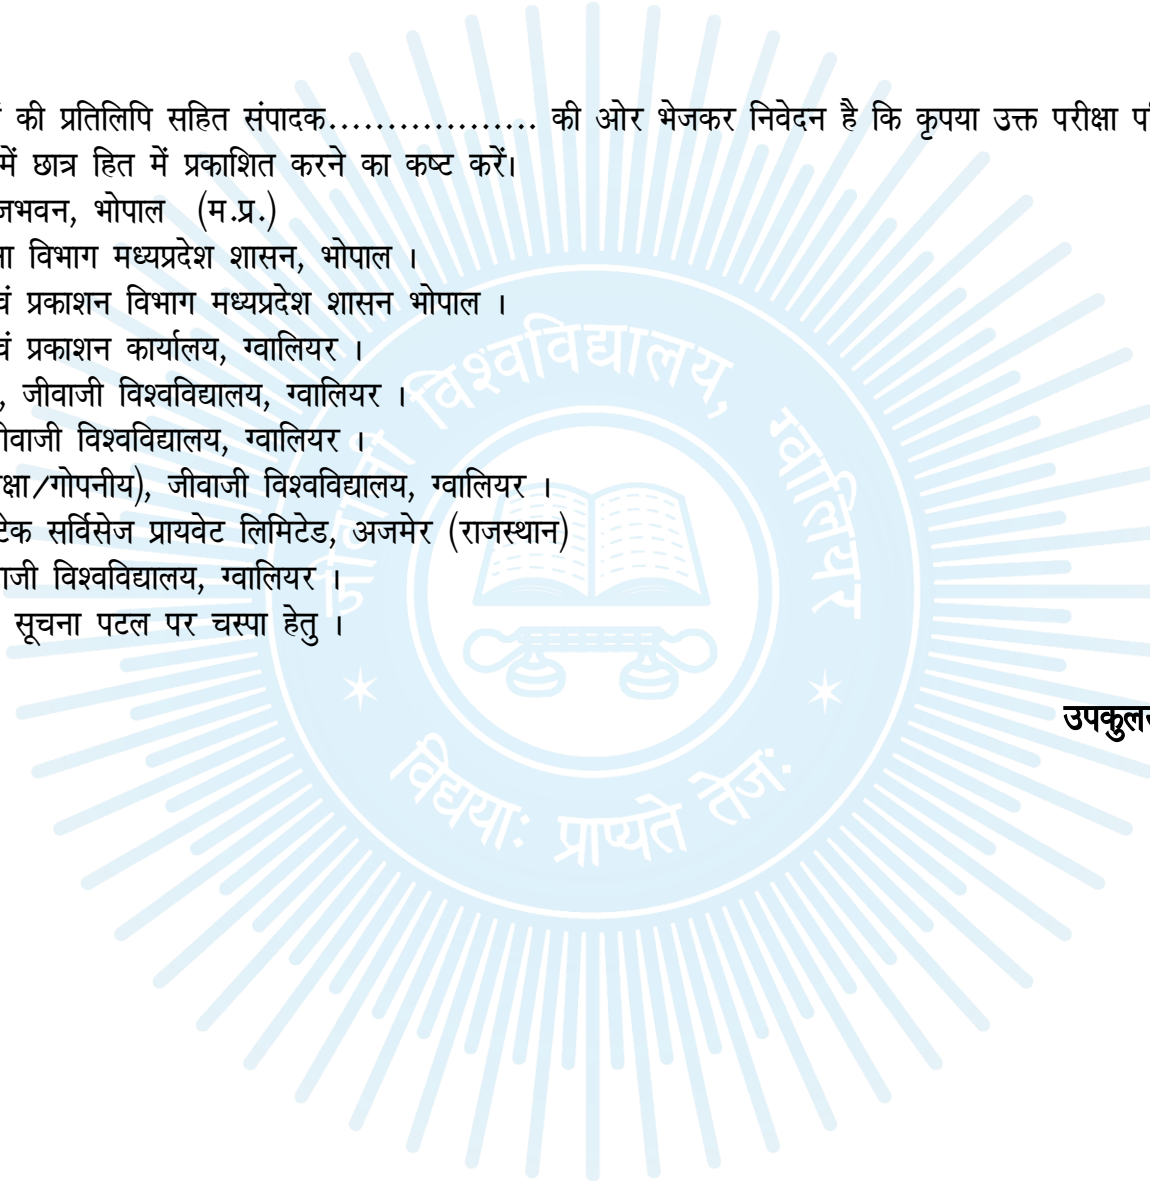 की प्रतिलिपि सहित संपादक.................. की ओर भेजकर निवेदन है कि कृपया उक्त परीक्षा
में छात्र हित में प्रकाशित करने का कष्ट करें।
भोपाल (म.प्र.)
विभाग मध्यप्रदेश शासन, भोपाल ।
प्रकाशन विभाग मध्यप्रदेश शासन भोपाल ।
प्रकाशन कार्यालय, ग्वालियर ।
, जीवाजी विश्वविद्यालय, ग्वालियर ।
विश्वविद्यालय, ग्वालियर ।
/गोपनीय), जीवाजी विश्वविद्यालय, ग्वालियर ।
सर्विसेज प्रायवेट लिमिटेड, अजमेर (राजस्थान)
विश्वविद्यालय, ग्वालियर ।
सूचना पटल पर चस्पा हेतु ।
जीवाजी विश्वविद्यालय, ग्वालियर
विद्यया: प्राप्यते तेज: